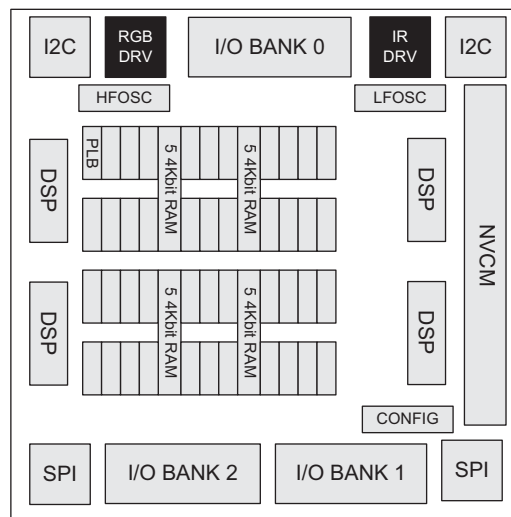 I2C
RGB
DRV
I/O BANK 0
IR
DRV
I2C
HFOSC
LFOSC
PLB
5 4Kbit RAM
5 4Kbit RAM
DSP
DSP
NVCM
5 4Kbit RAM
5 4Kbit RAM
DSP
DSP
CONFIG
SPI
I/O BANK 2
I/O BANK 1
SPI